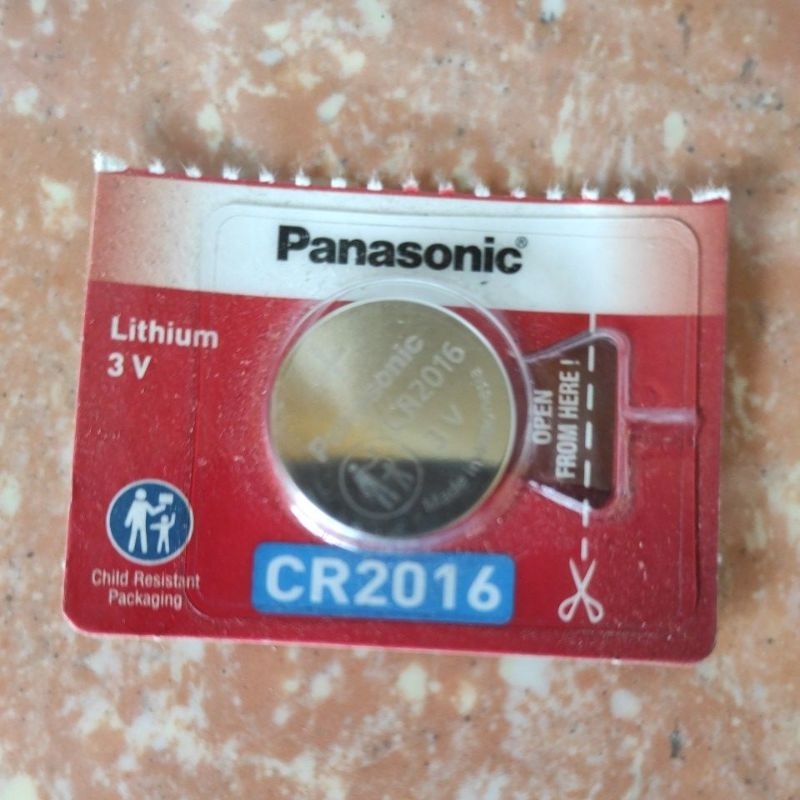 Panasonic®
Lithium
3 V
Panasonic
CR2016
3 V
Made in
OPEN
FROM HERE !
Child Resistant
Packaging
CR2016